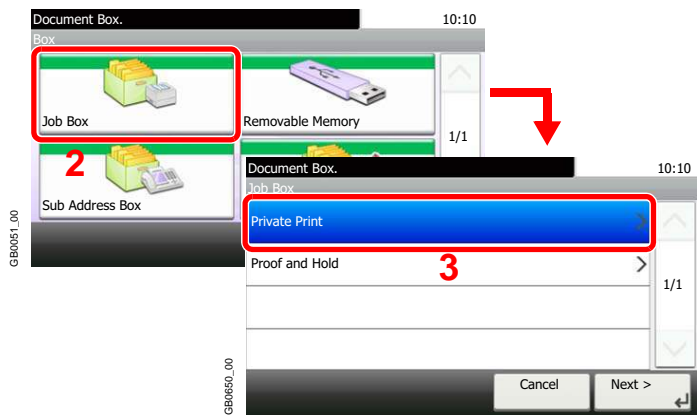 Document Box.
10:10
Box
Job Box
Removable Memory
1/1
2
Sub Address Box
GB0051_00
Document Box.
10:10
Job Box
Private Print
Proof and Hold
3
1/1
GB0650_00
Cancel
Next >